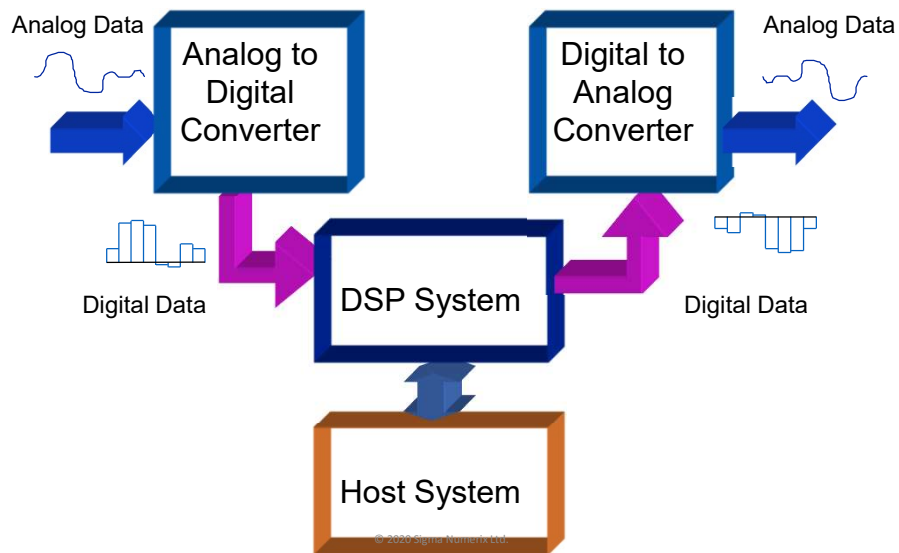 Analog Data
Analog to
Digital
Converter
Digital to
Analog
Converter
Analog Data
Digital Data
DSP System
Digital Data
Host System
© 2020 Sigma Numerix Ltd.